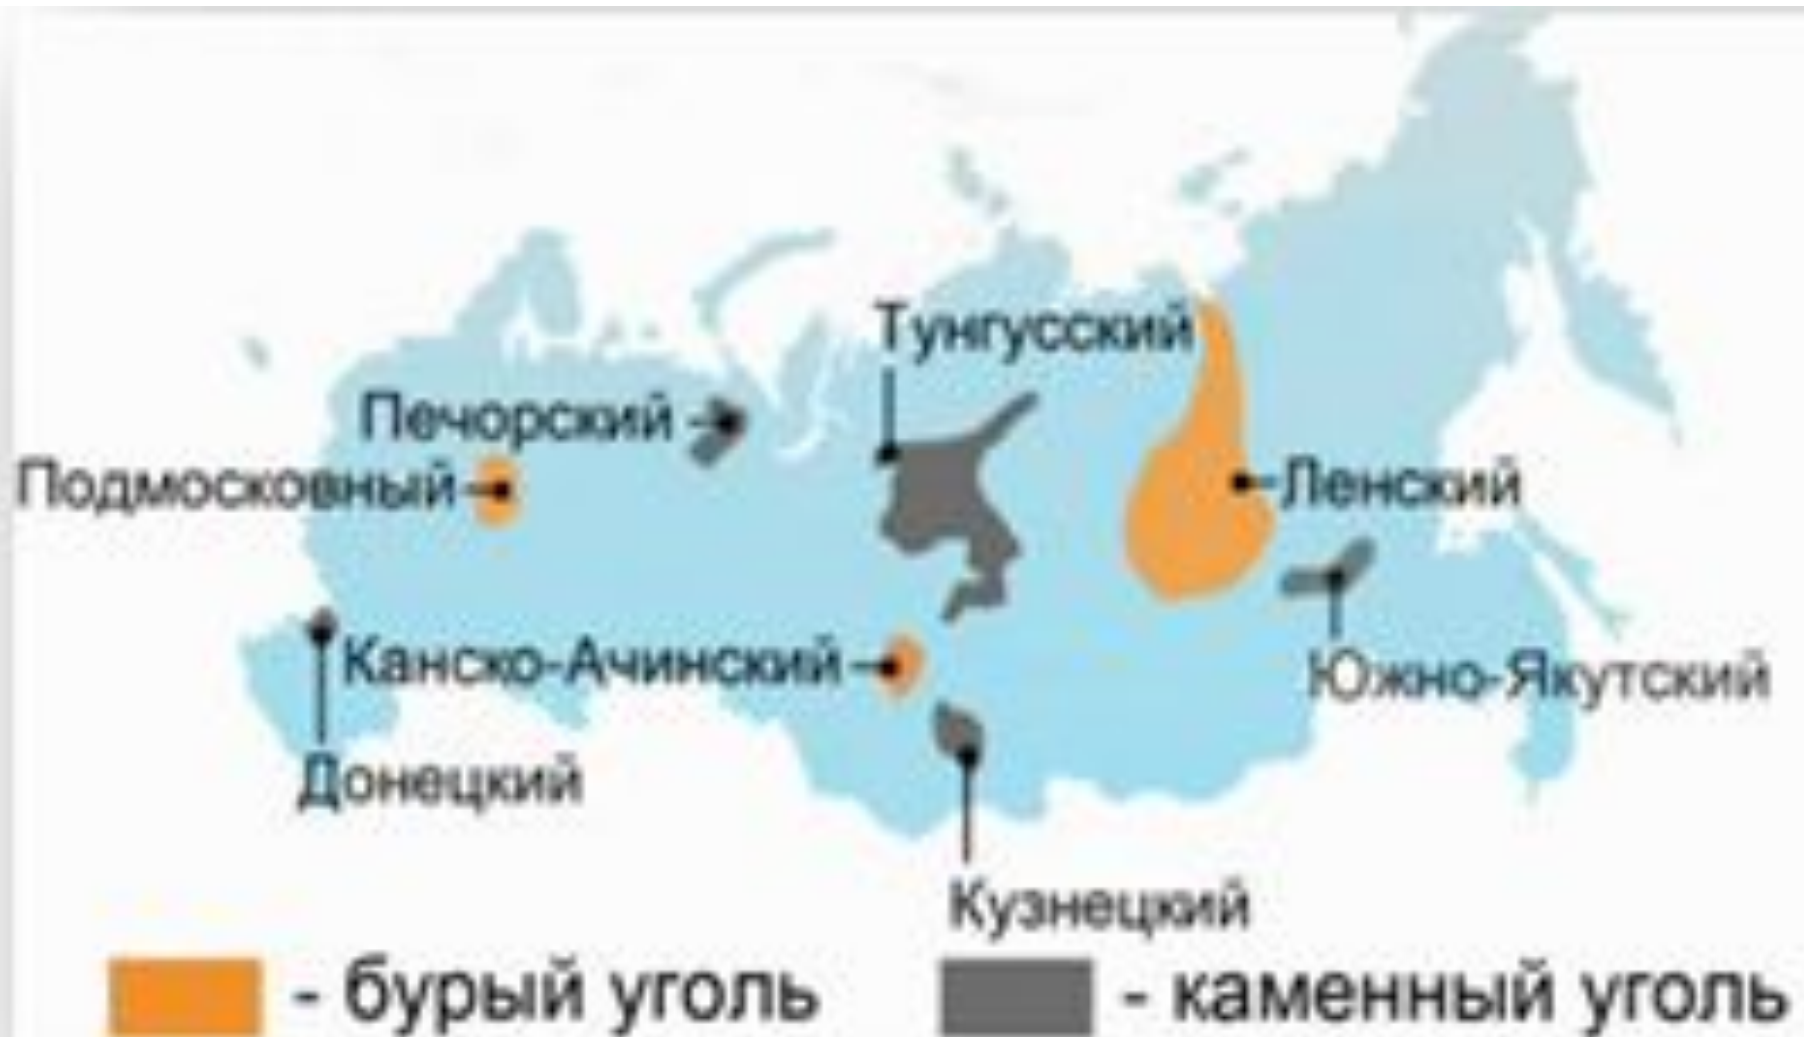 Тунгусский
Печорский
Подмосковный
Ленский
Канско-Ачинский
Южно-Якутский
Донецкий
Кузнецкий
- бурый уголь
- каменный уголь